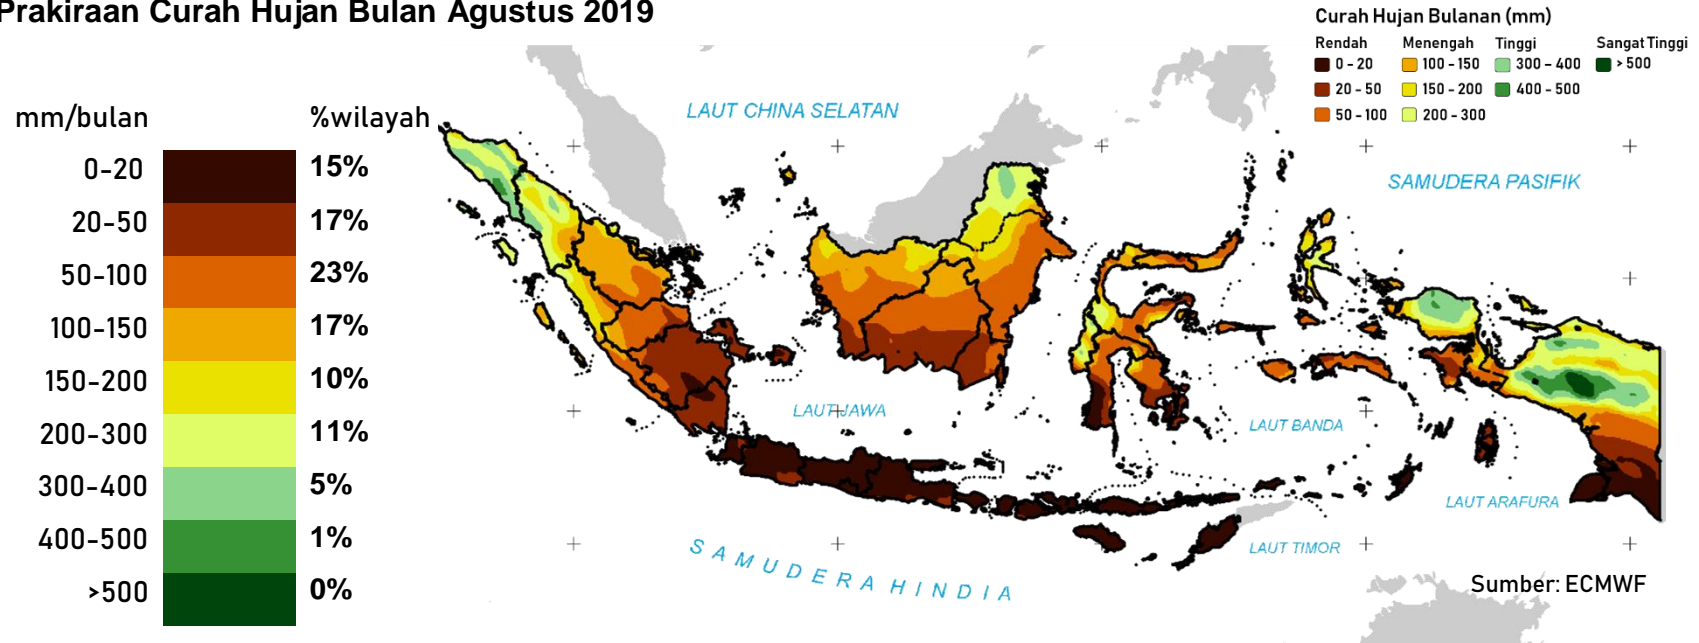 Prakiraan Curah Hujan Bulan Agustus 2019
mm/bulan %wilayah
0-20 15%
20-50 17%
50-100 23%
100-150 17%
150-200 10%
200-300 11%
300-400 5%
400-500 1%
>500 0%
Curah Hujan Bulanan (mm)
Rendah Menengah Tinggi Sangat Tinggi
0 - 20 100 - 150 300 - 400 > 500
20 - 50 150 - 200 400 - 500
50 - 100 200 - 300
LAUT CHINA SELATAN
SAMUDERA PASIFIK
LAUT JAWA
LAUT BANDA
LAUT ARAFURA
LAUT TIMOR
SAMUDERA HINDIA
Sumber: ECMWF